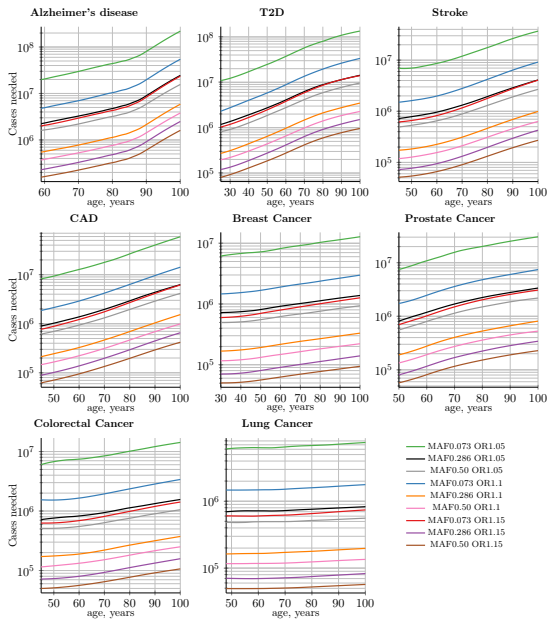 Alzheimer's disease
T2D
Stroke
Cases needed
10^8
10^7
10^6
60 70 80 90 100
age, years
10^8
10^7
10^6
10^5
30 40 50 60 70 80 90 100
age, years
10^7
10^6
10^5
50 60 70 80 90 100
age, years
CAD
Breast Cancer
Prostate Cancer
Cases needed
10^7
10^6
10^5
50 60 70 80 90 100
age, years
10^7
10^6
10^5
30 40 50 60 70 80 90 100
age, years
10^7
10^6
10^5
50 60 70 80 90 100
age, years
Colorectal Cancer
Lung Cancer
Cases needed
10^7
10^6
10^5
50 60 70 80 90 100
age, years
10^6
10^5
50 60 70 80 90 100
age, years
MAF0.073 OR1.05
MAF0.286 OR1.05
MAF0.50 OR1.05
MAF0.073 OR1.1
MAF0.286 OR1.1
MAF0.50 OR1.1
MAF0.073 OR1.15
MAF0.286 OR1.15
MAF0.50 OR1.15